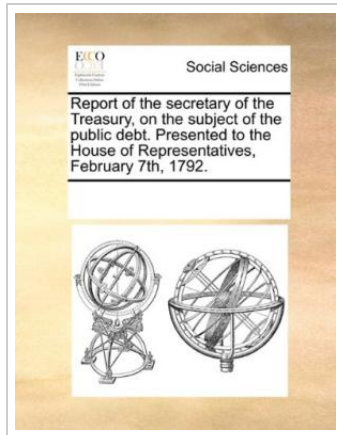 ECCO
Social Sciences
Report of the secretary of the
Treasury, on the subject of the
public debt. Presented to the
House of Representatives,
February 7th, 1792.